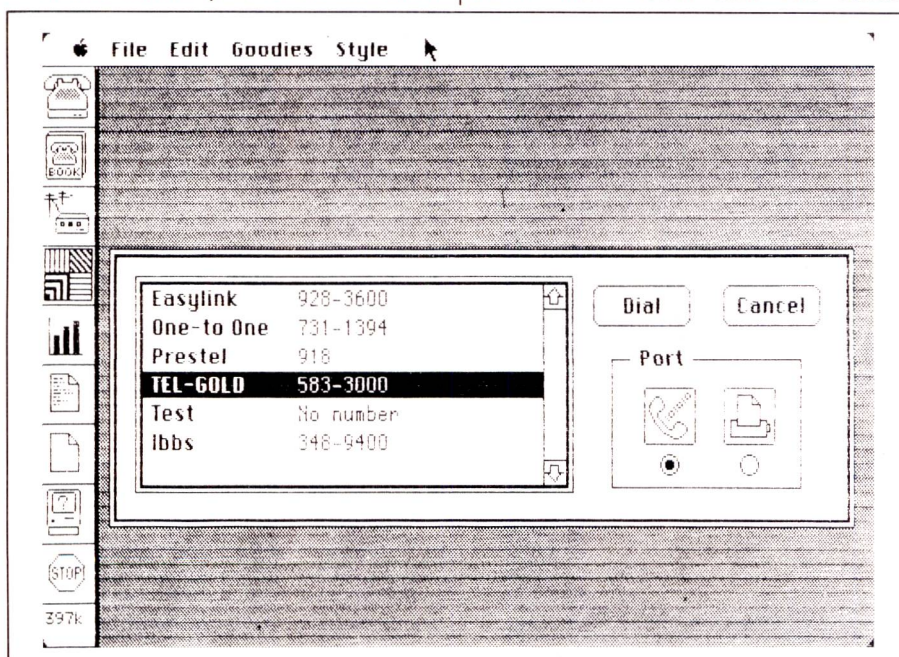 File Edit Goodies Style
BOOK
Easylink 928-3600
One-to One 731-1394
Prestel 918
TEL-GOLD 583-3000
Test No number
ibbs 348-9400
Dial Cancel
Port
?
STOP
397k